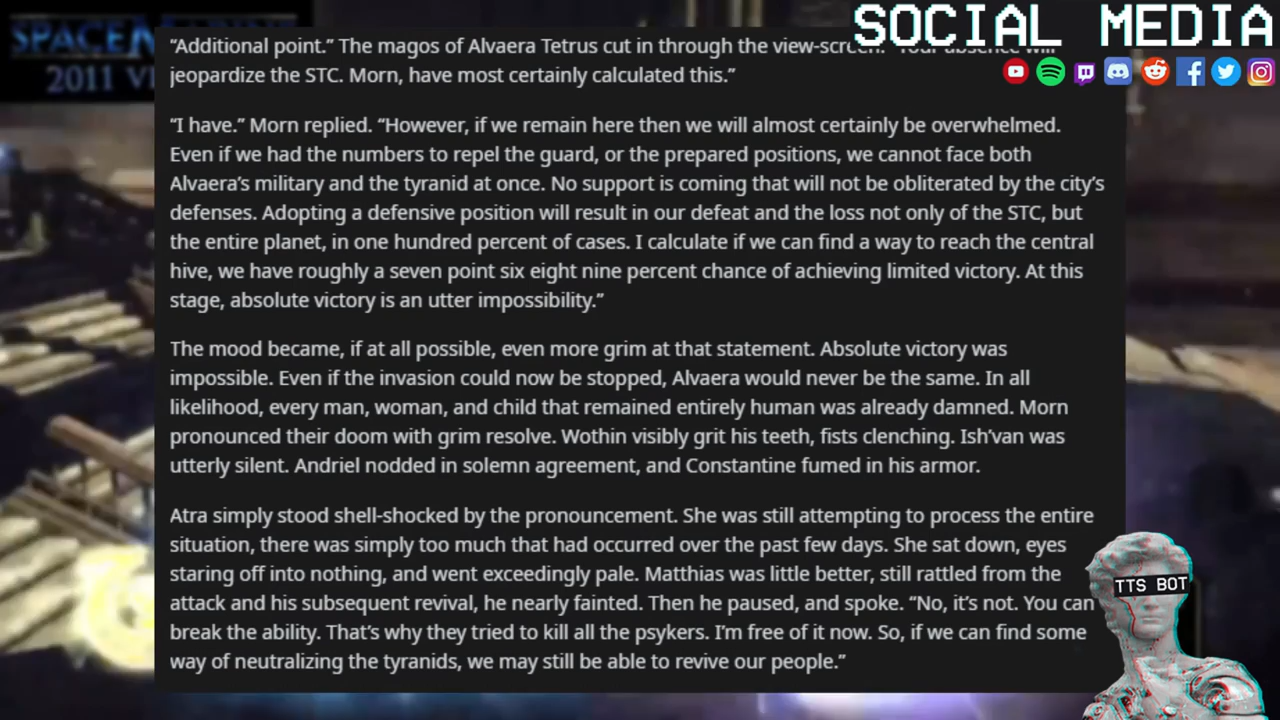 SOCIAL MEDIA
SPACEM
2011 VI
“Additional point.” The magos of Alvaera Tetrus cut in through the view-screen. “Your absence will
jeopardize the STC. Morn, have most certainly calculated this.”
“I have.” Morn replied. “However, if we remain here then we will almost certainly be overwhelmed.
Even if we had the numbers to repel the guard, or the prepared positions, we cannot face both
Alvaera’s military and the tyranid at once. No support is coming that will not be obliterated by the city’s
defenses. Adopting a defensive position will result in our defeat and the loss not only of the STC, but
the entire planet, in one hundred percent of cases. I calculate if we can find a way to reach the central
hive, we have roughly a seven point six eight nine percent chance of achieving limited victory. At this
stage, absolute victory is an utter impossibility.”
The mood became, if at all possible, even more grim at that statement. Absolute victory was
impossible. Even if the invasion could now be stopped, Alvaera would never be the same. In all
likelihood, every man, woman, and child that remained entirely human was already damned. Morn
pronounced their doom with grim resolve. Wothin visibly grit his teeth, fists clenching. Ish’van was
utterly silent. Andriel nodded in solemn agreement, and Constantine fumed in his armor.
Atra simply stood shell-shocked by the pronouncement. She was still attempting to process the entire
situation, there was simply too much that had occurred over the past few days. She sat down, eyes
staring off into nothing, and went exceedingly pale. Matthias was little better, still rattled from the
attack and his subsequent revival, he nearly fainted. Then he paused, and spoke. “No, it’s not. You can
break the ability. That’s why they tried to kill all the psykers. I’m free of it now. So, if we can find some
way of neutralizing the tyranids, we may still be able to revive our people.”
TTS BOT